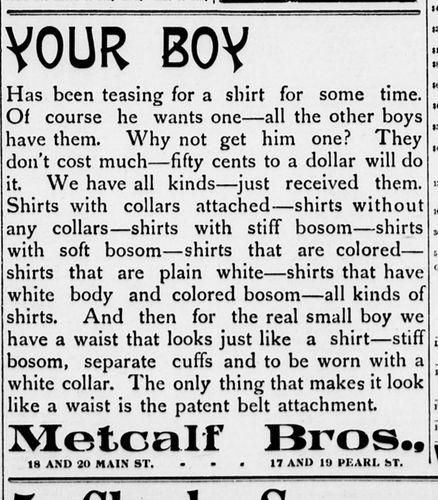 YOUR BOY
Has been teasing for a shirt for some time.
Of course he wants one—all the other boys
have them. Why not get him one? They
don't cost much—fifty cents to a dollar will do
it. We have all kinds—just received them.
Shirts with collars attached—shirts without
any collars—shirts with stiff bosom—shirts
with soft bosom—shirts that are colored—
shirts that are plain white—shirts that have
white body and colored bosom—all kinds of
shirts. And then for the real small boy we
have a waist that looks just like a shirt—stiff
bosom, separate cuffs and to be worn with a
white collar. The only thing that makes it look
like a waist is the patent belt attachment.
Metcalf Bros.,
18 AND 20 MAIN ST. - - - 17 AND 19 PEARL ST.